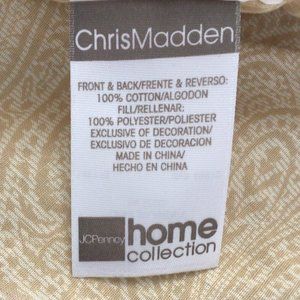 ChrisMadden
FRONT & BACK/FRENTE & REVERSO:
100% COTTON/ALGODON
FILL/RELLENAR:
100% POLYESTER/POLIESTER
EXCLUSIVE OF DECORATION/
EXCLUSIVO DE DECORACION
MADE IN CHINA/
HECHO EN CHINA
JCPenney
home
collection